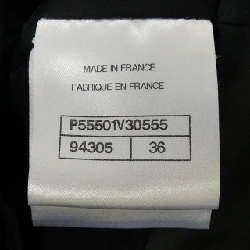 MADE IN FRANCE
FABRIQUE EN FRANCE
P55501V30555
94305 36